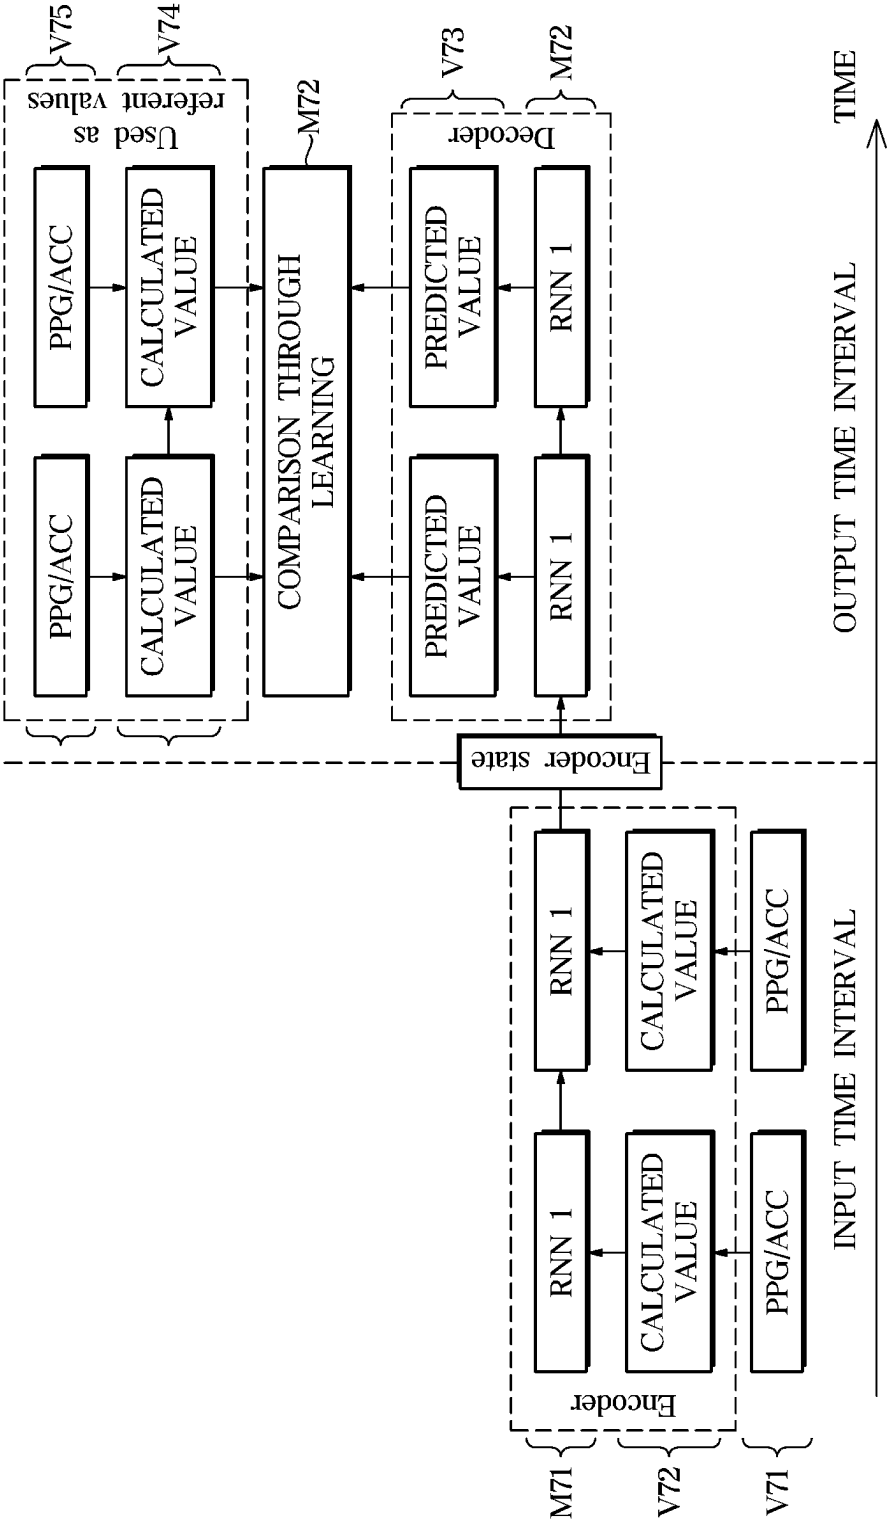 PPG/ACC
PPG/ACC
V75
CALCULATED
VALUE
CALCULATED
VALUE
V74
Used as
referent values
COMPARISON THROUGH
LEARNING
M72
PREDICTED
VALUE
PREDICTED
VALUE
V73
Decoder
M71
RNN 1
RNN 1
Encoder state
RNN 1
RNN 1
M72
Encoder
V72
CALCULATED
VALUE
CALCULATED
VALUE
V71
PPG/ACC
PPG/ACC
INPUT TIME INTERVAL
OUTPUT TIME INTERVAL
TIME